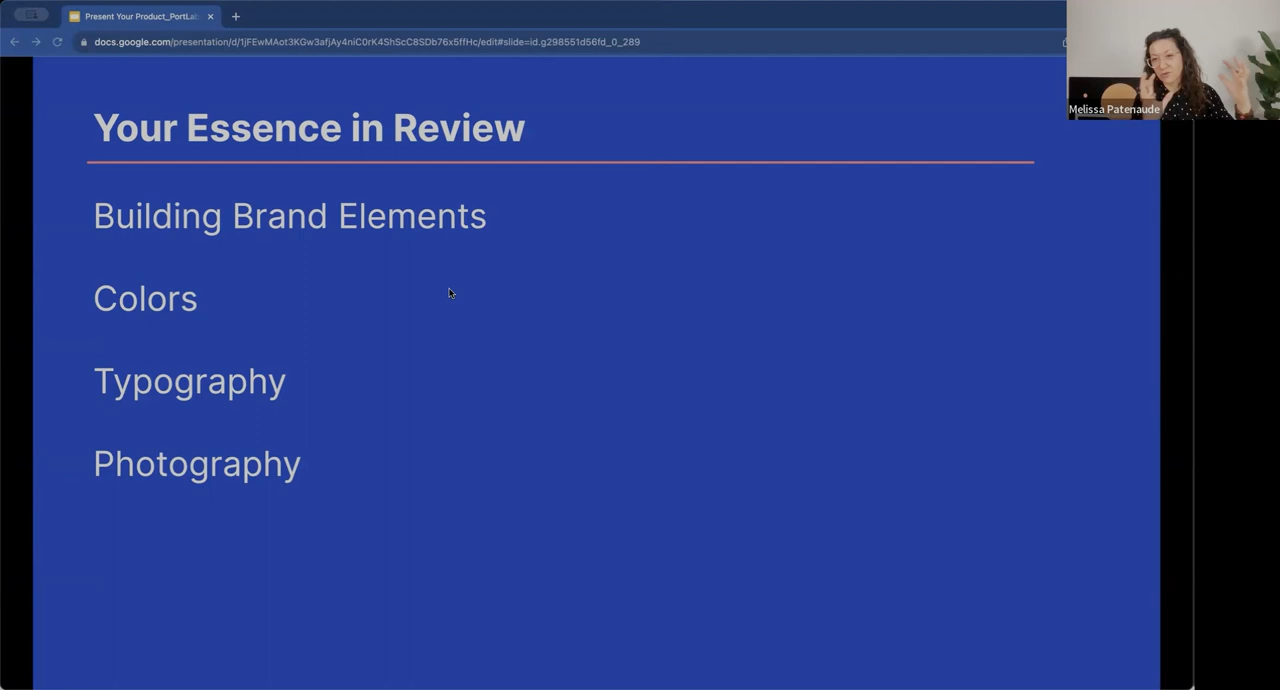 Present Your Product_PortLa
docs.google.com/presentation/d/1jFEwMAot3KGw3afjAy4niC0rK4ShScC8SDb76x5ffHc/edit#slide=id.g298551d56fd_0_289
Melissa Patenaude
Your Essence in Review
Building Brand Elements
Colors
Typography
Photography